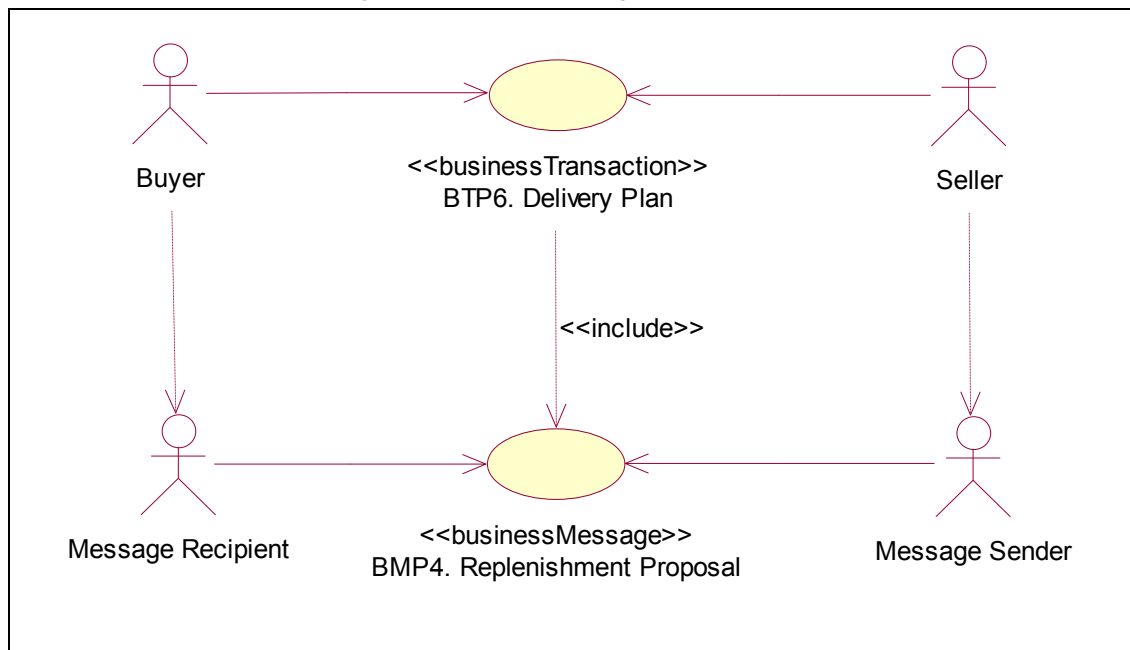 Buyer
<<businessTransaction>>
BTP6. Delivery Plan
Seller
<<include>>
Message Recipient
<<businessMessage>>
BMP4. Replenishment Proposal
Message Sender